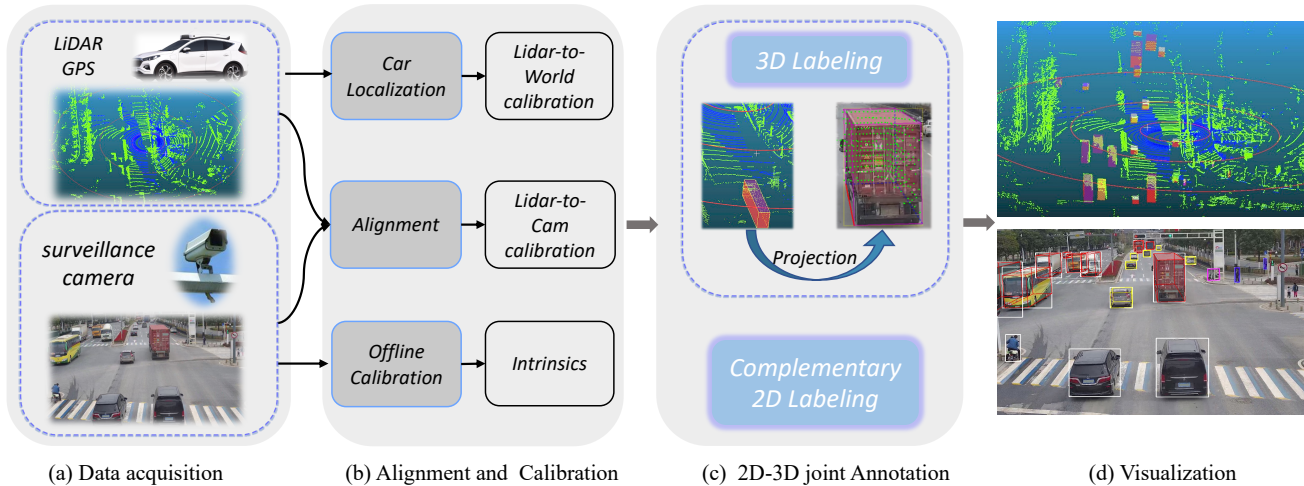 LiDAR
GPS
surveillance
camera
Car
Localization
Lidar-to-
World
calibration
Alignment
Lidar-to-
Cam
calibration
Offline
Calibration
Intrinsics
3D Labeling
Projection
Complementary
2D Labeling
(a) Data acquisition
(b) Alignment and Calibration
(c) 2D-3D joint Annotation
(d) Visualization